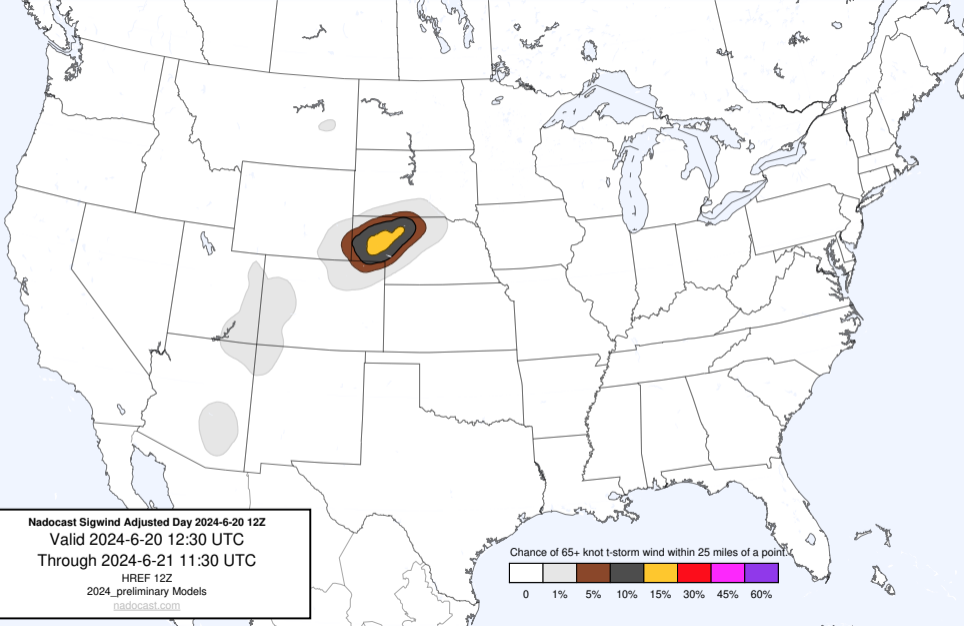 Nadocast Sigwind Adjusted Day 2024-6-20 12Z
Valid 2024-6-20 12:30 UTC
Through 2024-6-21 11:30 UTC
HREF 12Z
2024_preliminary Models
nadocast.com
Chance of 65+ knot t-storm wind within 25 miles of a point.
0 1% 5% 10% 15% 30% 45% 60%